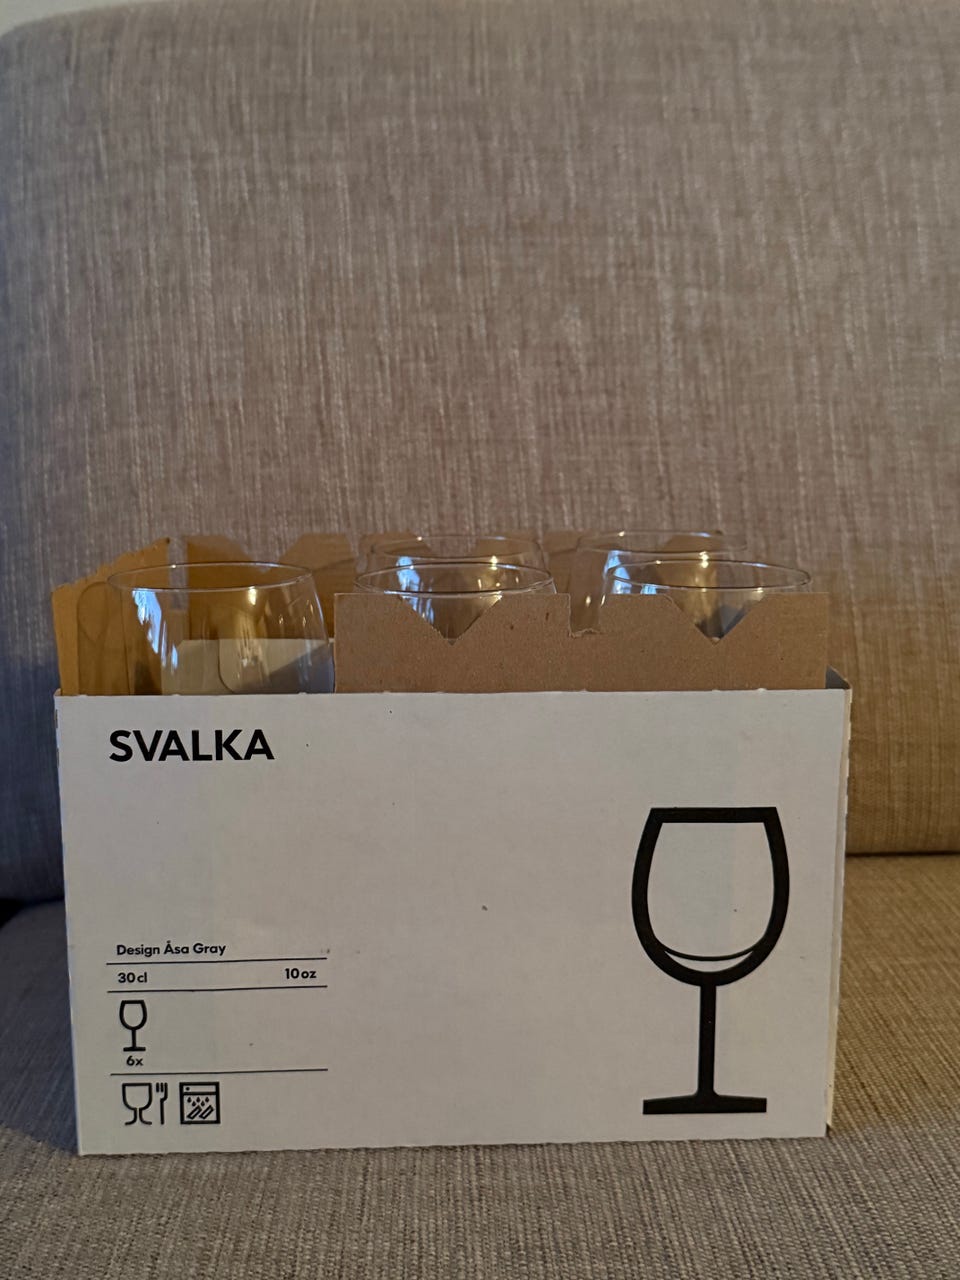 SVALKA
Design Åsa Gray
30 cl 10 oz
6x